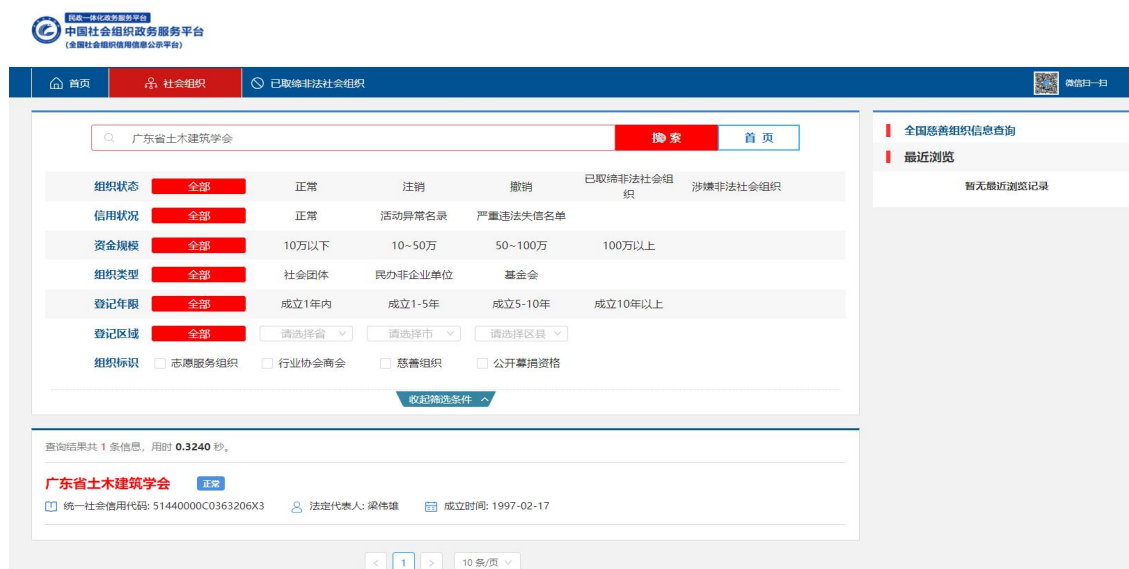 民政一体化政务服务平台
中国社会组织政务服务平台
(全国社会组织信用信息公示平台)
首页 社会组织 已取缔非法社会组织 微信扫一扫
广东省土木建筑学会 搜索 首页
全国慈善组织信息查询
最近浏览
暂无最近浏览记录
组织状态 全部 正常 注销 撤销 已取缔非法社会组织 涉嫌非法社会组织
信用状况 全部 正常 活动异常名录 严重违法失信名单
资金规模 全部 10万以下 10~50万 50~100万 100万以上
组织类型 全部 社会团体 民办非企业单位 基金会
登记年限 全部 成立1年内 成立1-5年 成立5-10年 成立10年以上
登记区域 全部 请选择省 请选择市 请选择区县
组织标识 志愿服务组织 行业协会商会 慈善组织 公开募捐资格
收起筛选条件
查询结果共 1 条信息，用时 0.3240 秒。
广东省土木建筑学会 正常
统一社会信用代码: 51440000C0363206X3 法定代表人: 梁伟雄 成立时间: 1997-02-17
< 1 > 10 条/页